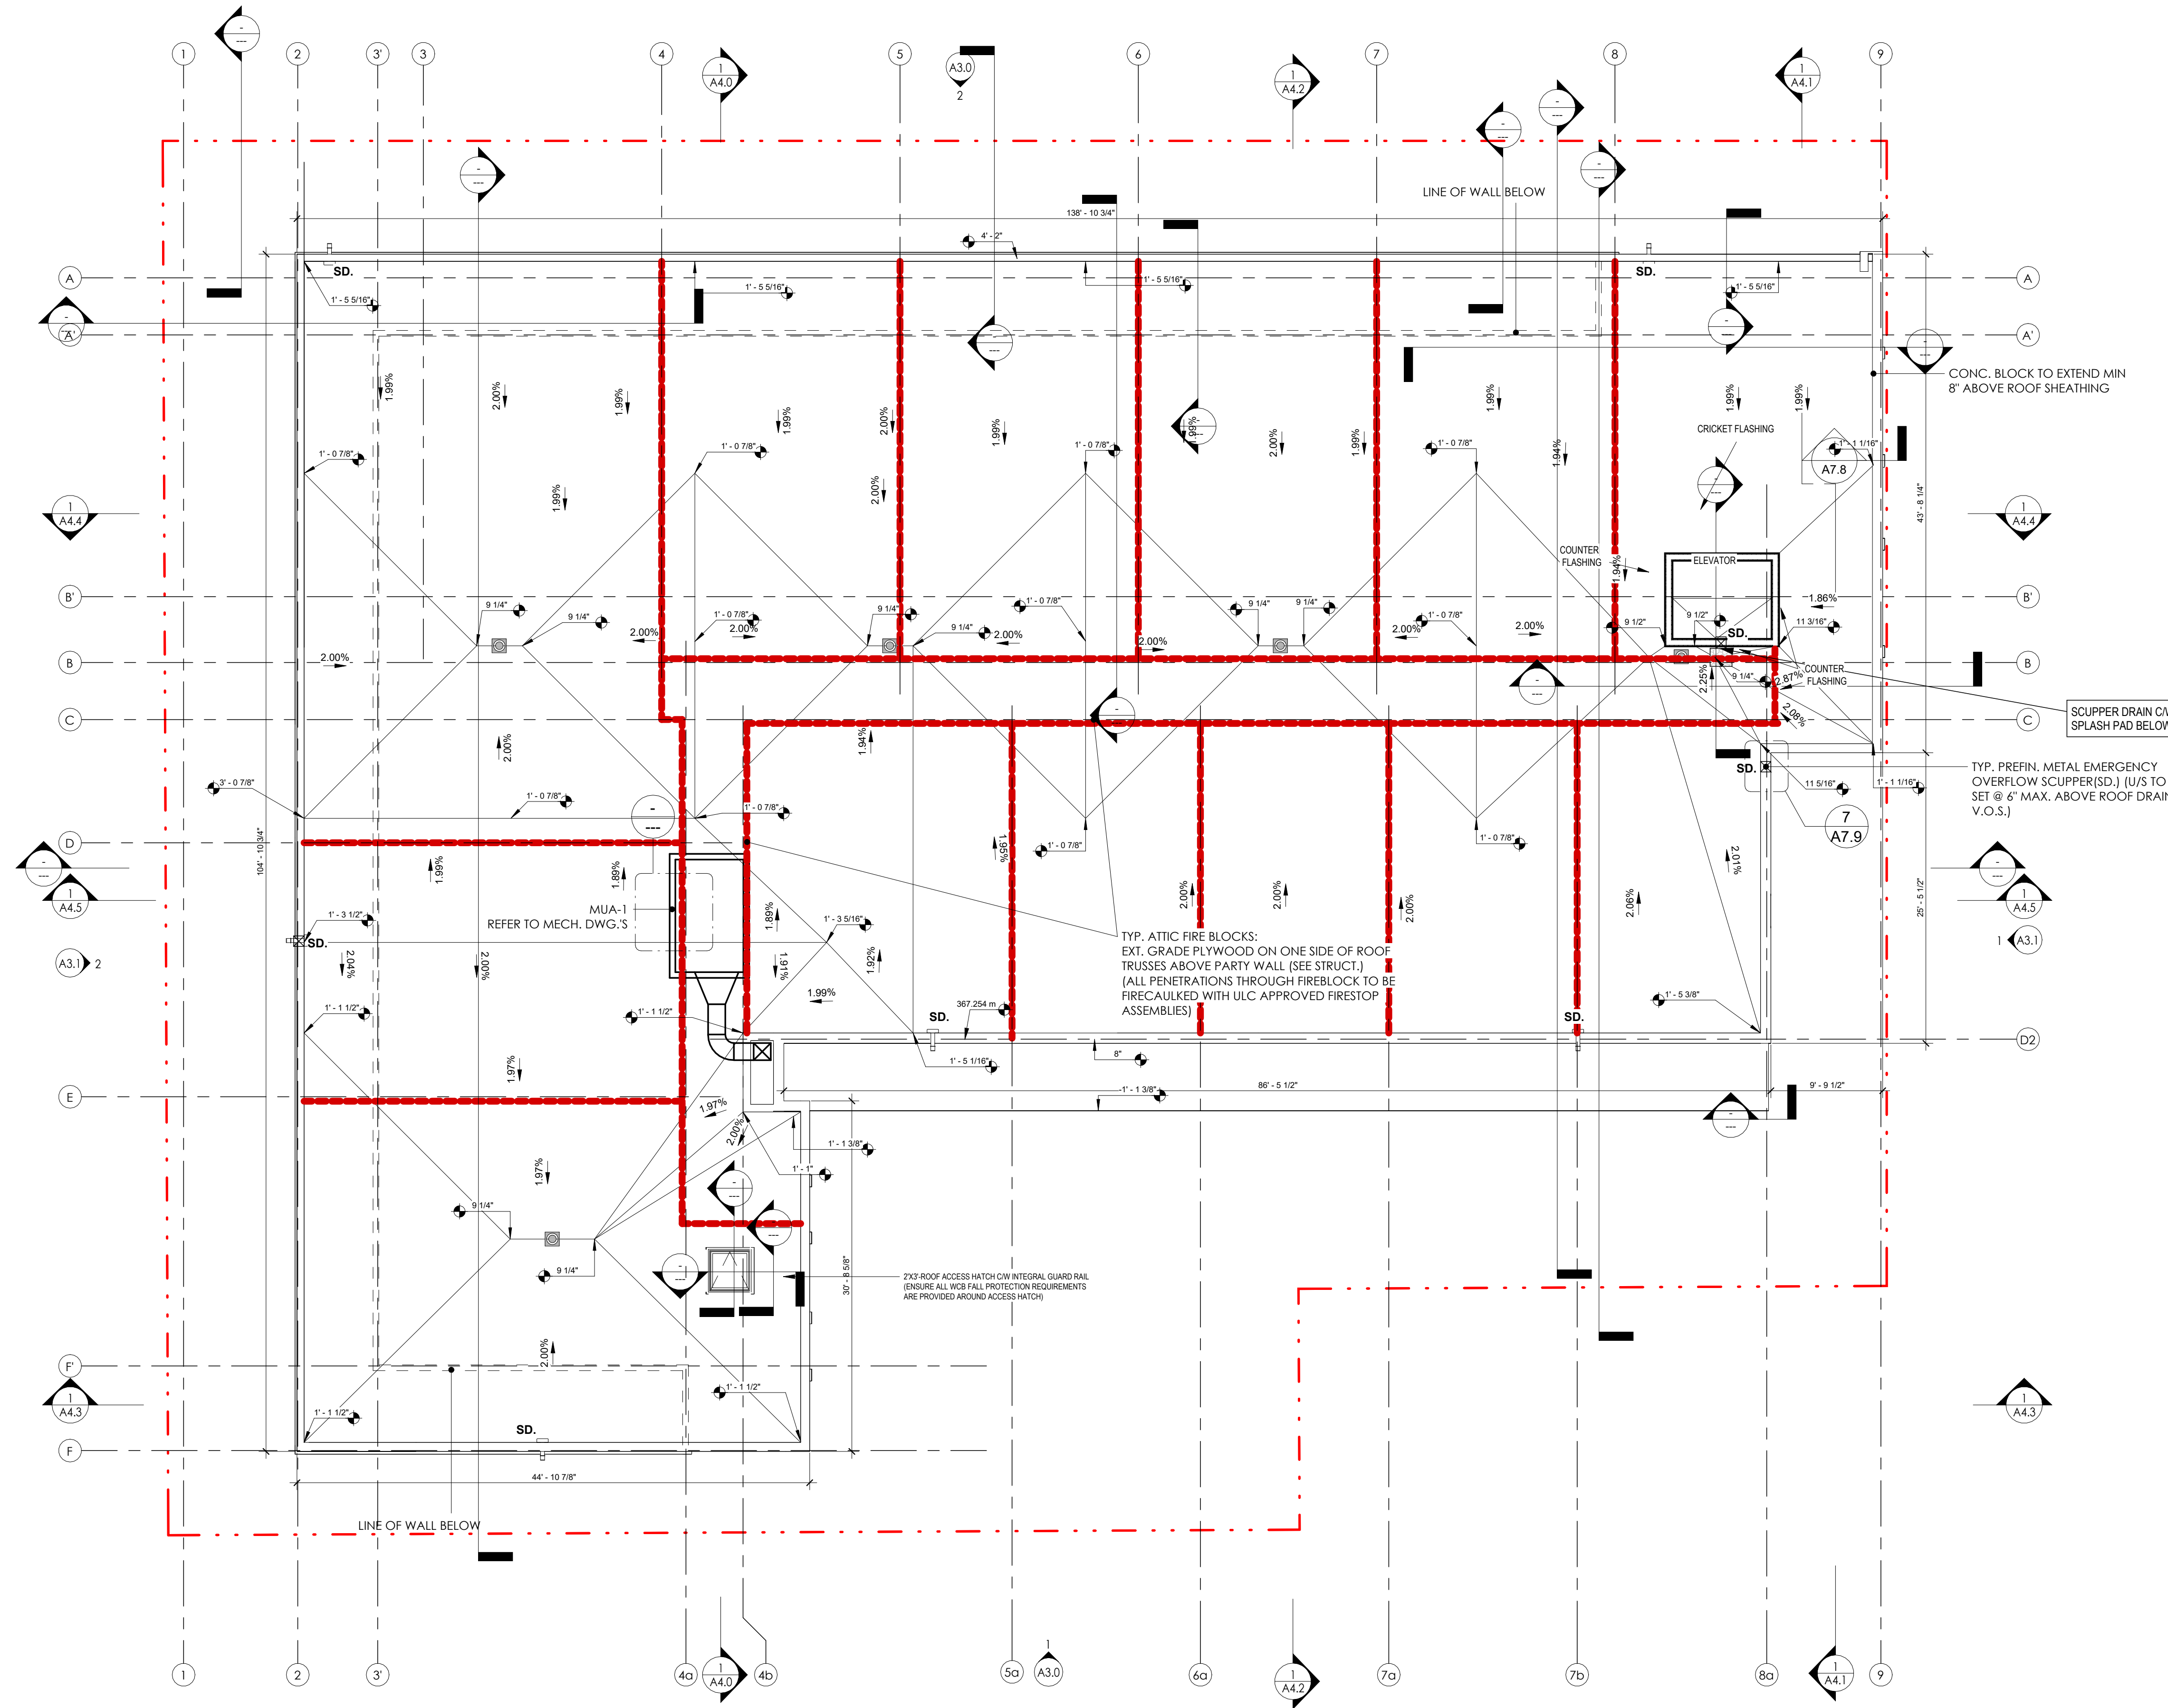 -
---
1
2
3'
3
4
1
A4.0
5
A3.0
2
6
1
A4.2
7
-
---
-
---
8
1
A4.1
9
-
---
-
---
LINE OF WALL BELOW
138' - 10 3/4"
4' - 2"
A
SD.
SD.
A
1' - 5 5/16"
1' - 5 5/16"
1' - 5 5/16"
1' - 5 5/16"
-
---
A'
-
---
-
---
A'
-
---
CONC. BLOCK TO EXTEND MIN
8" ABOVE ROOF SHEATHING
1.99%
2.00%
1.99%
1.99%
2.00%
1.99%
1.99%
2.00%
1.99%
1.99%
1.94%
1.99%
1.99%
-
---
CRICKET FLASHING
1' - 0 7/8"
1' - 0 7/8"
1' - 0 7/8"
1' - 0 7/8"
1' - 1 1/16"
A7.8
1.99%
2.00%
-
---
43' - 8 1/4"
1
A4.4
1
A4.4
COUNTER
FLASHING
ELEVATOR
1.94%
B'
B'
9 1/4"
9 1/4"
1' - 0 7/8"
9 1/4"
1' - 0 7/8"
9 1/4"
9 1/4"
1' - 0 7/8"
1.86%
9 1/2"
9 1/2"
11 3/16"
2.00%
2.00%
9 1/4"
2.00%
2.00%
2.00%
2.00%
SD.
B
2.00%
B
COUNTER
FLASHING
-
---
2.25%
9 1/4"
2.87%
2.08%
C
-
---
C
SCUPPER DRAIN C/W
SPLASH PAD BELOW
2.00%
1.94%
SD.
TYP. PREFIN. METAL EMERGENCY
OVERFLOW SCUPPER(SD.) (U/S TO
SET @ 6" MAX. ABOVE ROOF DRAIN
V.O.S.)
3' - 0 7/8"
1' - 0 7/8"
1' - 0 7/8"
11 5/16"
1' - 1 1/16"
-
---
7
A7.9
D
1' - 0 7/8"
1' - 0 7/8"
104' - 10 3/4"
1.99%
1.89%
1.95%
2.01%
-
---
-
---
1
A4.5
1
A4.5
25' - 5 1/2"
MUA-1
REFER TO MECH. DWG.'S
1.89%
2.00%
2.00%
2.00%
2.06%
1' - 3 1/2"
1' - 3 5/16"
SD.
A3.1
2
1
A3.1
2.04%
2.00%
1.91%
1.92%
TYP. ATTIC FIRE BLOCKS:
EXT. GRADE PLYWOOD ON ONE SIDE OF ROOF
TRUSSES ABOVE PARTY WALL (SEE STRUCT.)
(ALL PENETRATIONS THROUGH FIREBLOCK TO BE
FIRECAULKED WITH ULC APPROVED FIRESTOP
ASSEMBLIES)
1.99%
1' - 1 1/2"
1' - 1 1/2"
367.254 m
SD.
SD.
1' - 5 3/8"
D2
1' - 5 1/16"
8"
1.97%
-1' - 1 3/8"
86' - 5 1/2"
9' - 9 1/2"
E
1.97%
2.00%
-
---
1' - 1 3/8"
1' - 1"
1.97%
-
---
9 1/4"
-
---
9 1/4"
-
---
2'X3'-ROOF ACCESS HATCH C/W INTEGRAL GUARD RAIL
(ENSURE ALL WCB FALL PROTECTION REQUIREMENTS
ARE PROVIDED AROUND ACCESS HATCH)
30' - 8 5/8"
2.00%
F'
1
A4.3
1' - 1 1/2"
1
A4.3
1' - 1 1/2"
SD.
F
44' - 10 7/8"
LINE OF WALL BELOW
1
2
3'
4a
1
A4.0
4b
5a
1
A3.0
6a
1
A4.2
7a
7b
8a
1
A4.1
9